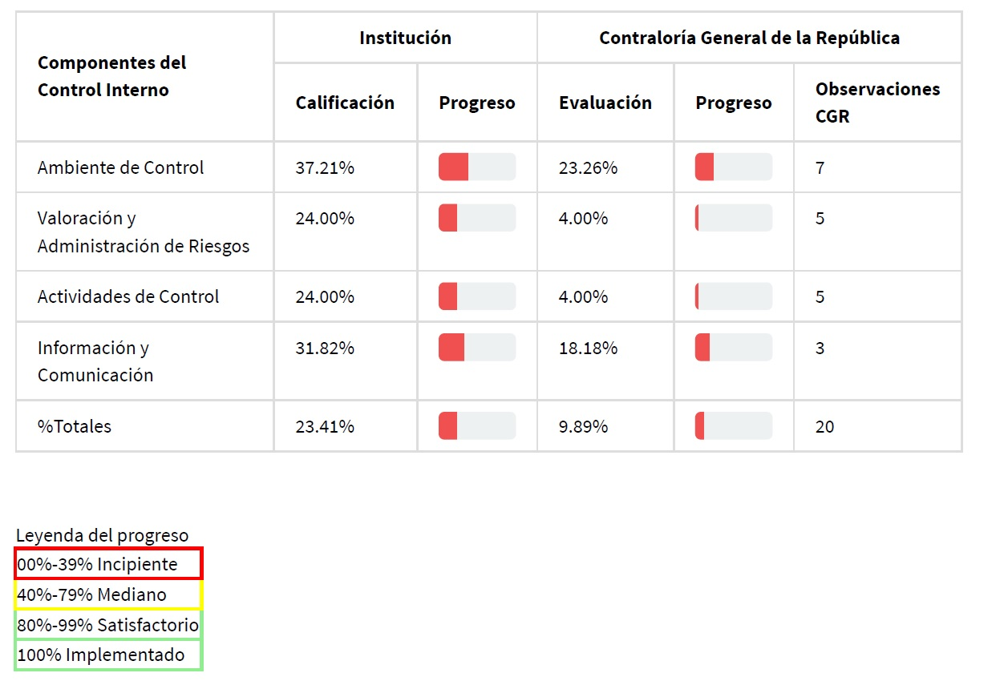 Componentes del
Control Interno
Institución
Contraloría General de la República
Calificación
Progreso
Evaluación
Progreso
Observaciones
CGR
Ambiente de Control
37.21%
23.26%
7
Valoración y
Administración de Riesgos
24.00%
4.00%
5
Actividades de Control
24.00%
4.00%
5
Información y
Comunicación
31.82%
18.18%
3
%Totales
23.41%
9.89%
20
Leyenda del progreso
00%-39% Incipiente
40%-79% Mediano
80%-99% Satisfactorio
100% Implementado